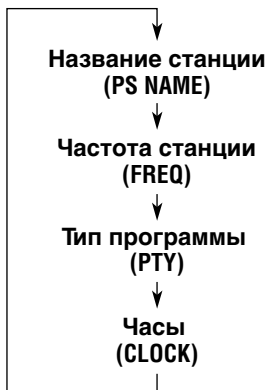 Название станции
(PS NAME)
Частота станции
(FREQ)
Тип программы
(PTY)
Часы
(CLOCK)